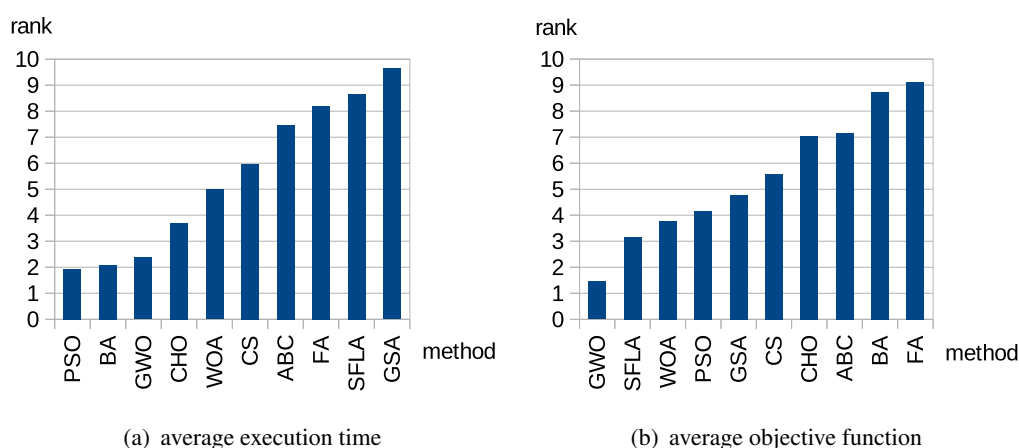 rank
10
9
8
7
6
5
4
3
2
1
0
PSO
BA
GWO
CHO
WOA
CS
ABC
FA
SFLA
GSA
method
(a) average execution time
rank
10
9
8
7
6
5
4
3
2
1
0
GWO
SFLA
WOA
PSO
GSA
CS
CHO
ABC
BA
FA
method
(b) average objective function